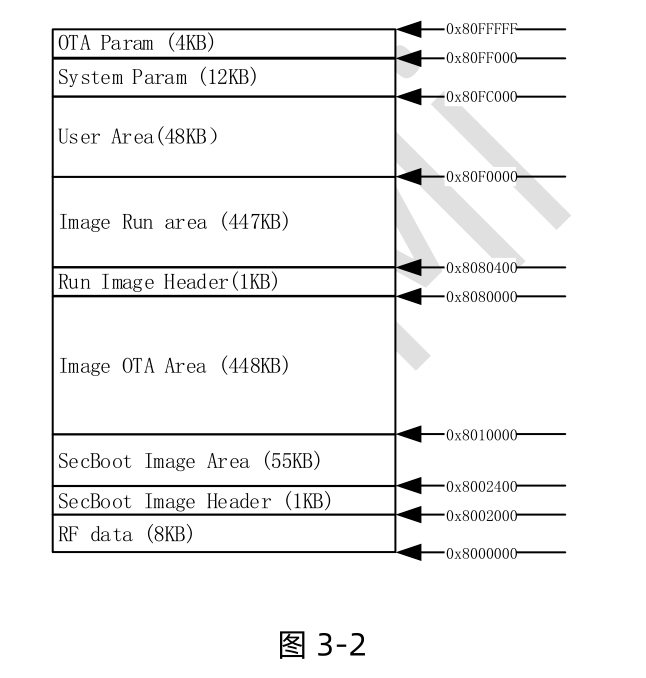 0x80FFFFF
OTA Param (4KB)
0x80FF000
System Param (12KB)
0x80FC000
User Area(48KB)
0x80F0000
Image Run area (447KB)
0x8080400
Run Image Header(1KB)
0x8080000
Image OTA Area (448KB)
0x8010000
SecBoot Image Area (55KB)
0x8002400
SecBoot Image Header (1KB)
0x8002000
RF data (8KB)
0x8000000
图 3-2